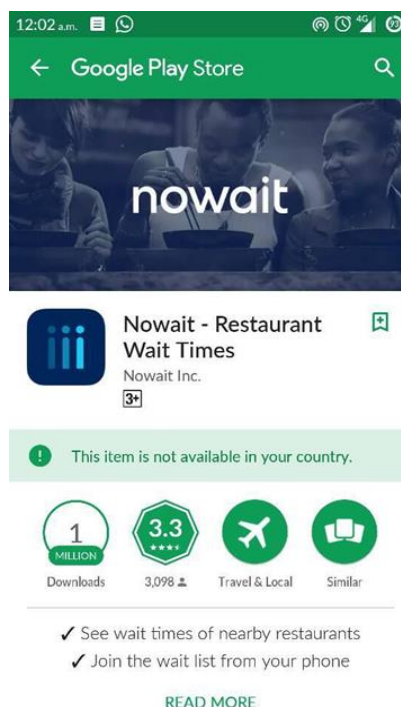 12:02 a.m. 4G 93
Google Play Store
nowait
Nowait - Restaurant
Wait Times
Nowait Inc.
3+
! This item is not available in your country.
1 3.3
MILLION
Downloads 3,098 Travel & Local Similar
✓ See wait times of nearby restaurants
✓ Join the wait list from your phone
READ MORE